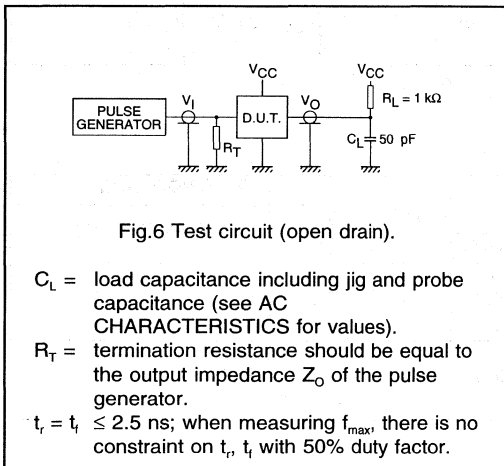 VCC VCC
VI VO RL = 1 kΩ
PULSE
GENERATOR
D.U.T.
RT
CL 50 pF
Fig.6 Test circuit (open drain).
CL = load capacitance including jig and probe
capacitance (see AC
CHARACTERISTICS for values).
RT = termination resistance should be equal to
the output impedance ZO of the pulse
generator.
tr = tf ≤ 2.5 ns; when measuring fmax, there is no
constraint on tr, tf with 50% duty factor.